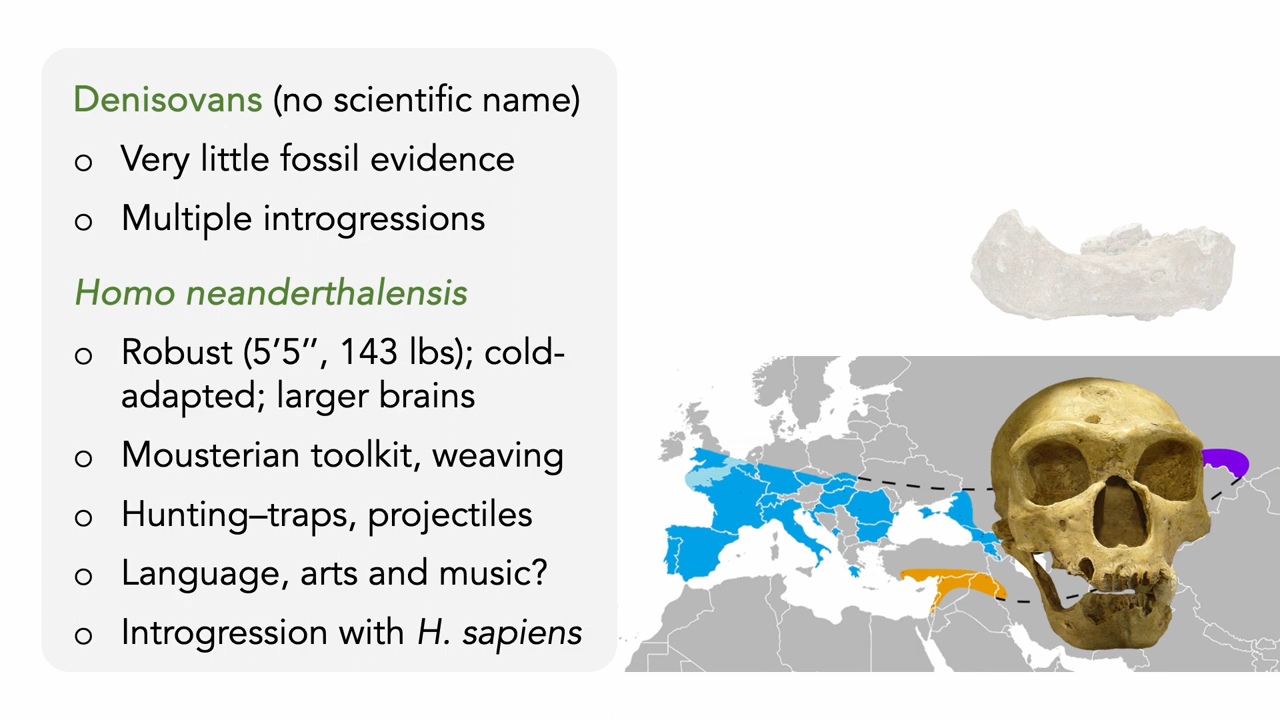 Denisovans (no scientific name)
o Very little fossil evidence
o Multiple introgressions
Homo neanderthalensis
o Robust (5′5″, 143 lbs); cold-
adapted; larger brains
o Mousterian toolkit, weaving
o Hunting–traps, projectiles
o Language, arts and music?
o Introgression with H. sapiens